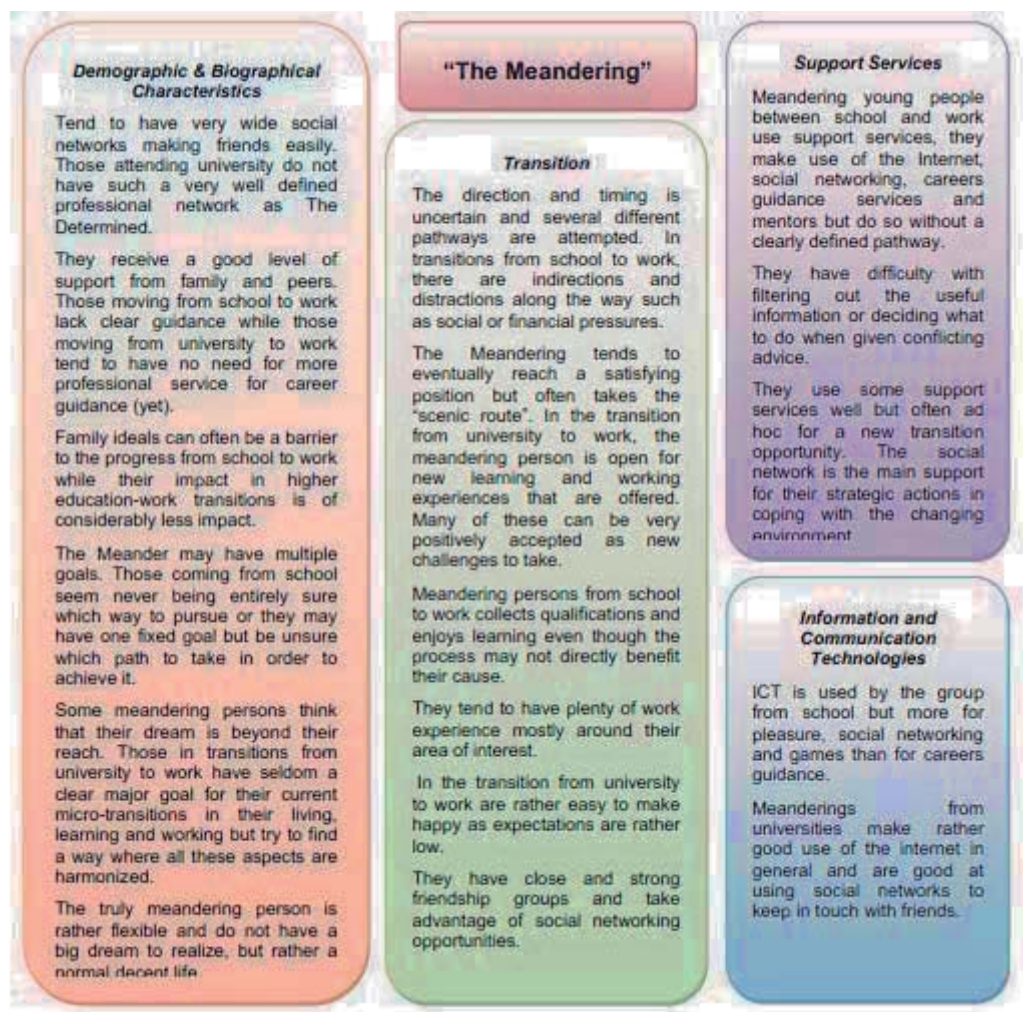 Demographic & Biographical
Characteristics
Tend to have very wide social
networks making friends easily.
Those attending university do not
have such a very well defined
professional network as The
Determined.
They receive a good level of
support from family and peers.
Those moving from school to work
lack clear guidance while those
moving from university to work
tend to have no need for more
professional service for career
guidance (yet).
Family ideals can often be a barrier
to the progress from school to work
while their impact in higher
education-work transitions is of
considerably less impact.
The Meander may have multiple
goals. Those coming from school
seem never being entirely sure
which way to pursue or they may
have one fixed goal but be unsure
which path to take in order to
achieve it.
Some meandering persons think
that their dream is beyond their
reach. Those in transitions from
university to work have seldom a
clear major goal for their current
micro-transitions in their living,
learning and working but try to find
a way where all these aspects are
harmonized.
The truly meandering person is
rather flexible and do not have a
big dream to realize, but rather a
normal decent life
“The Meandering”
Transition
The direction and timing is
uncertain and several different
pathways are attempted. In
transitions from school to work,
there are indirections and
distractions along the way such
as social or financial pressures.
The Meandering tends to
eventually reach a satisfying
position but often takes the
“scenic route”. In the transition
from university to work, the
meandering person is open for
new learning and working
experiences that are offered.
Many of these can be very
positively accepted as new
challenges to take.
Meandering persons from school
to work collects qualifications and
enjoys learning even though the
process may not directly benefit
their cause.
They tend to have plenty of work
experience mostly around their
area of interest.
In the transition from university
to work are rather easy to make
happy as expectations are rather
low.
They have close and strong
friendship groups and take
advantage of social networking
opportunities.
Support Services
Meandering young people
between school and work
use support services, they
make use of the Internet,
social networking, careers
guidance services and
mentors but do so without a
clearly defined pathway.
They have difficulty with
filtering out the useful
information or deciding what
to do when given conflicting
advice.
They use some support
services well but often ad
hoc for a new transition
opportunity. The social
network is the main support
for their strategic actions in
coping with the changing
environment
Information and
Communication
Technologies
ICT is used by the group
from school but more for
pleasure, social networking
and games than for careers
guidance.
Meanderings from
universities make rather
good use of the internet in
general and are good at
using social networks to
keep in touch with friends.